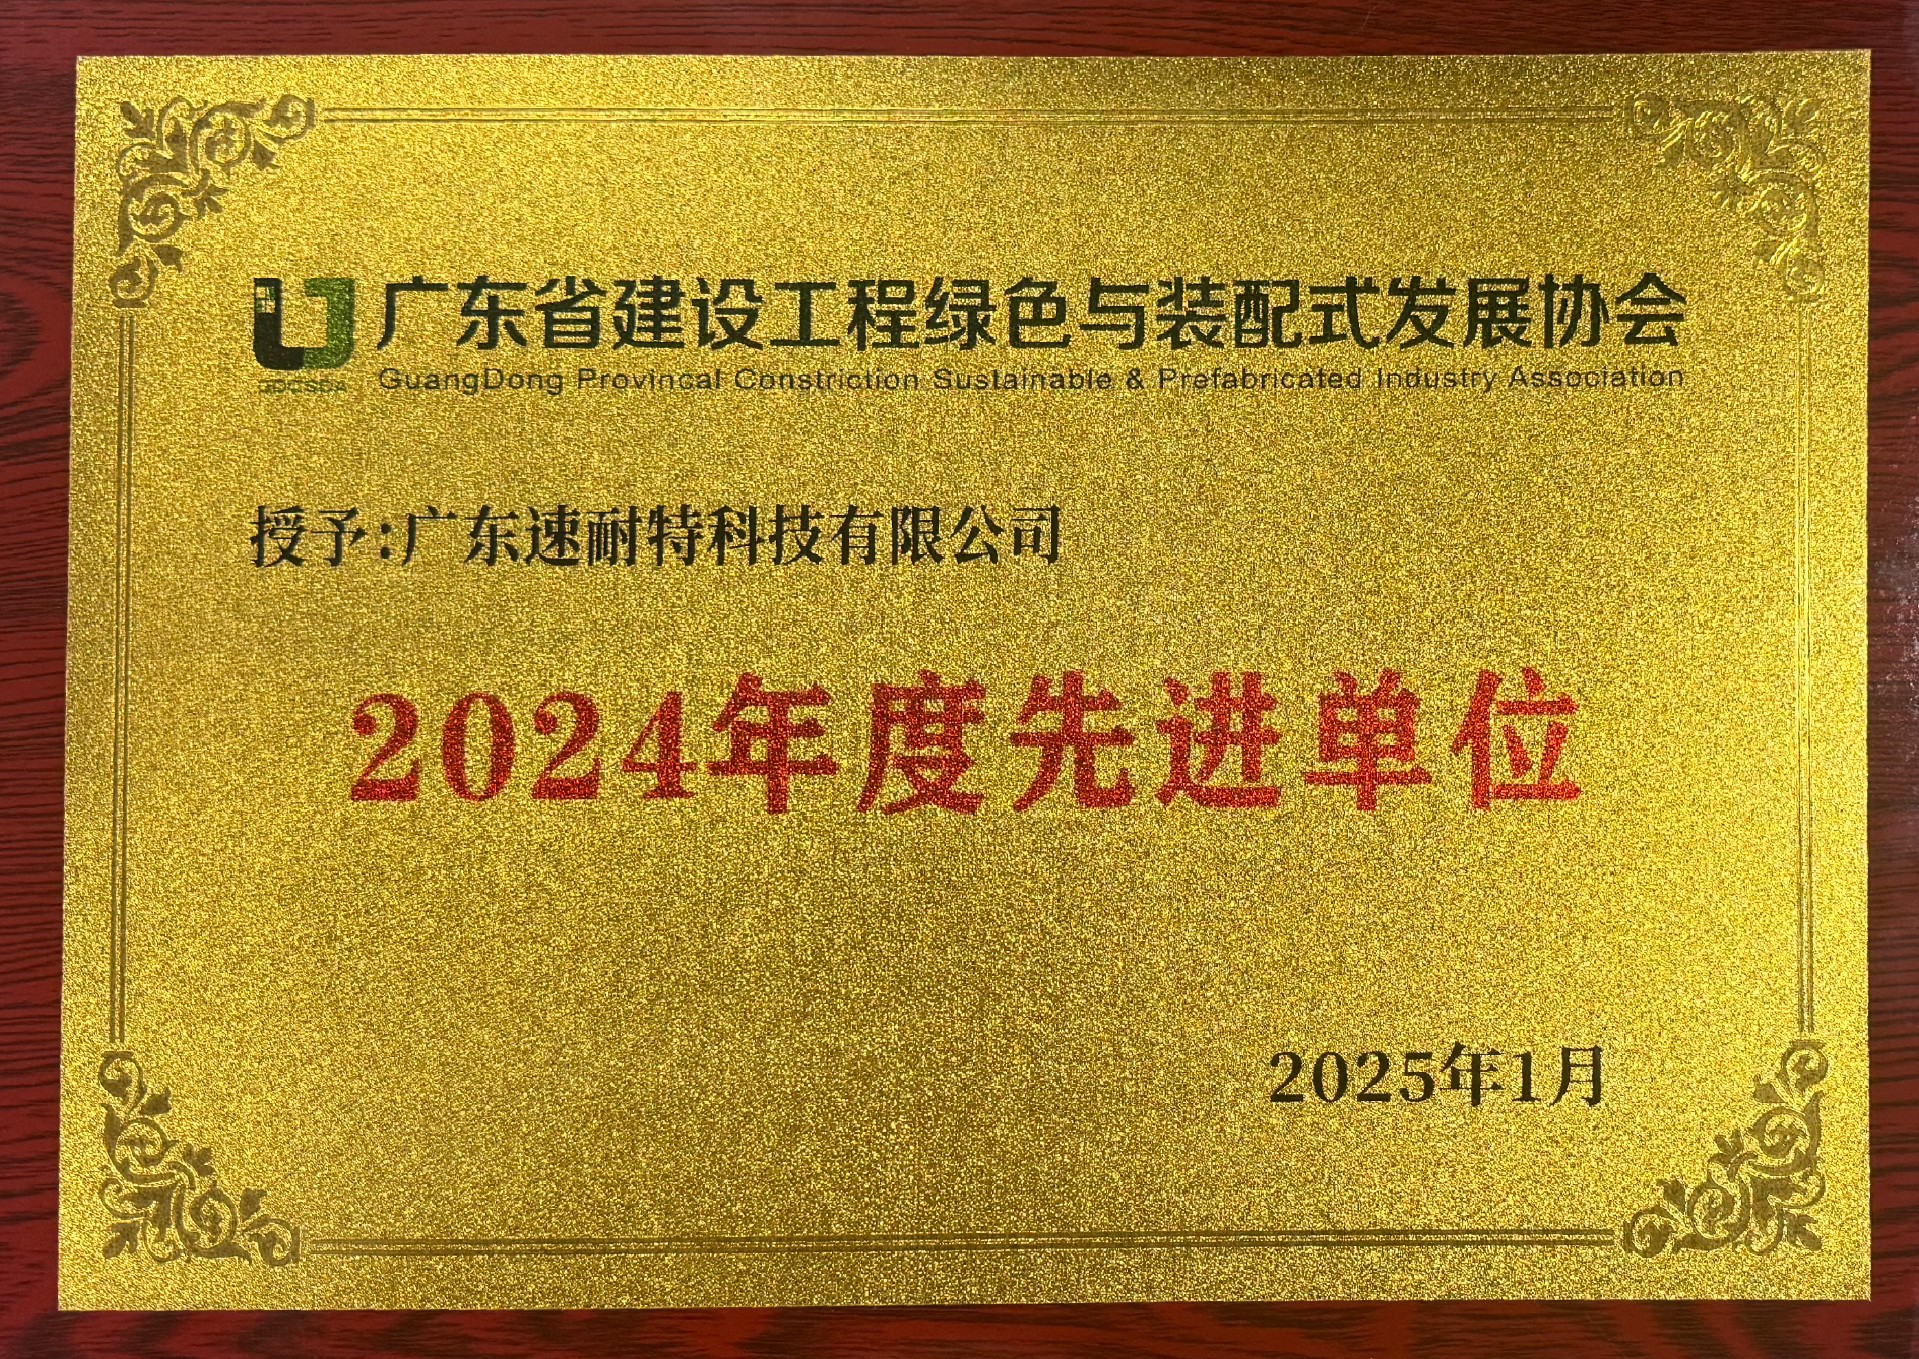 广东省建设工程绿色与装配式发展协会
GuangDong Provincal Constriction Sustainable & Prefabricated Industry Association
授予:广东速耐特科技有限公司
2024年度先进单位
2025年1月